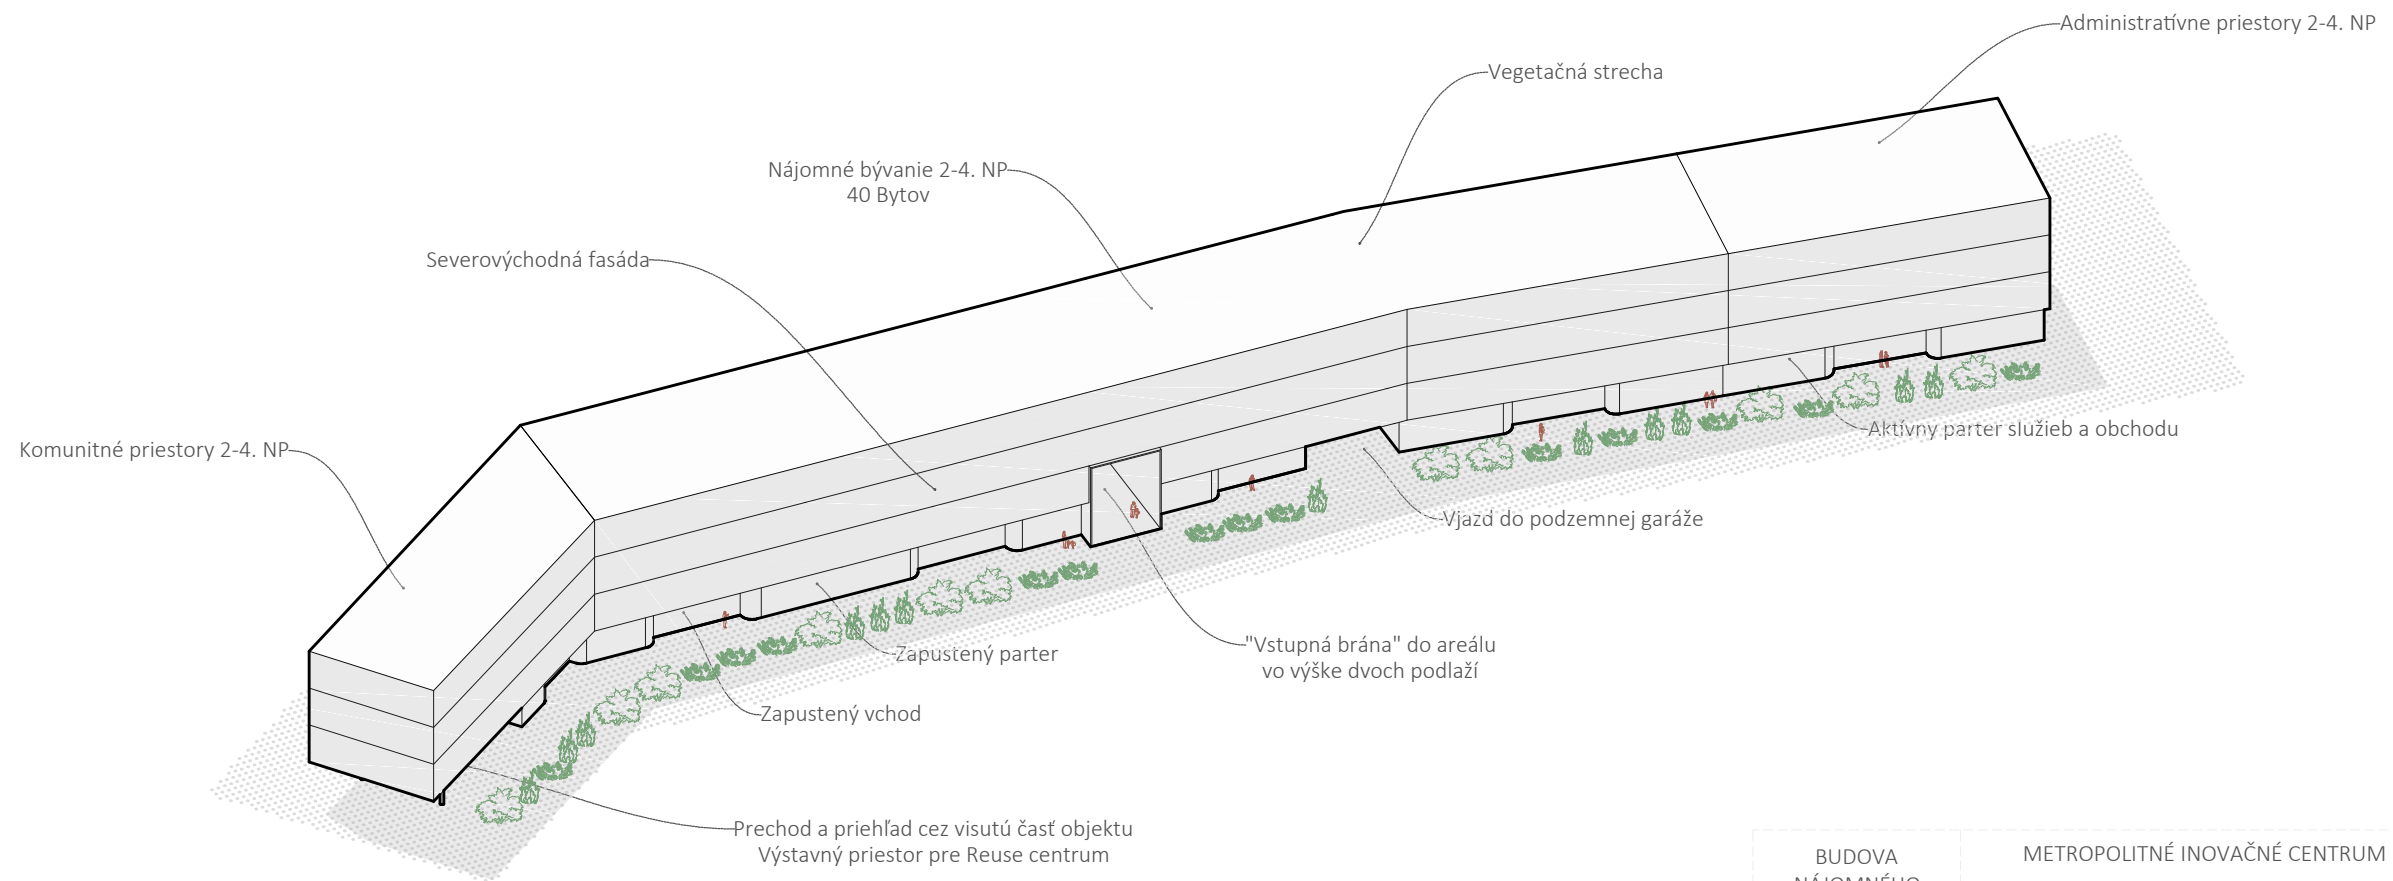 Administratívne priestory 2-4. NP
Vegetačná strecha
Nájomné bývanie 2-4. NP
40 Bytov
Severovýchodná fasáda
Komunitné priestory 2-4. NP
Aktívny parter služieb a obchodu
Vjazd do podzemnej garáže
"Vstupná brána" do areálu
vo výške dvoch podlaží
Zapustený parter
Zapustený vchod
Prechod a priehľad cez visutú časť objektu
Výstavný priestor pre Reuse centrum
BUDOVA
NÁJOMNÉHO
METROPOLITNÉ INOVAČNÉ CENTRUM